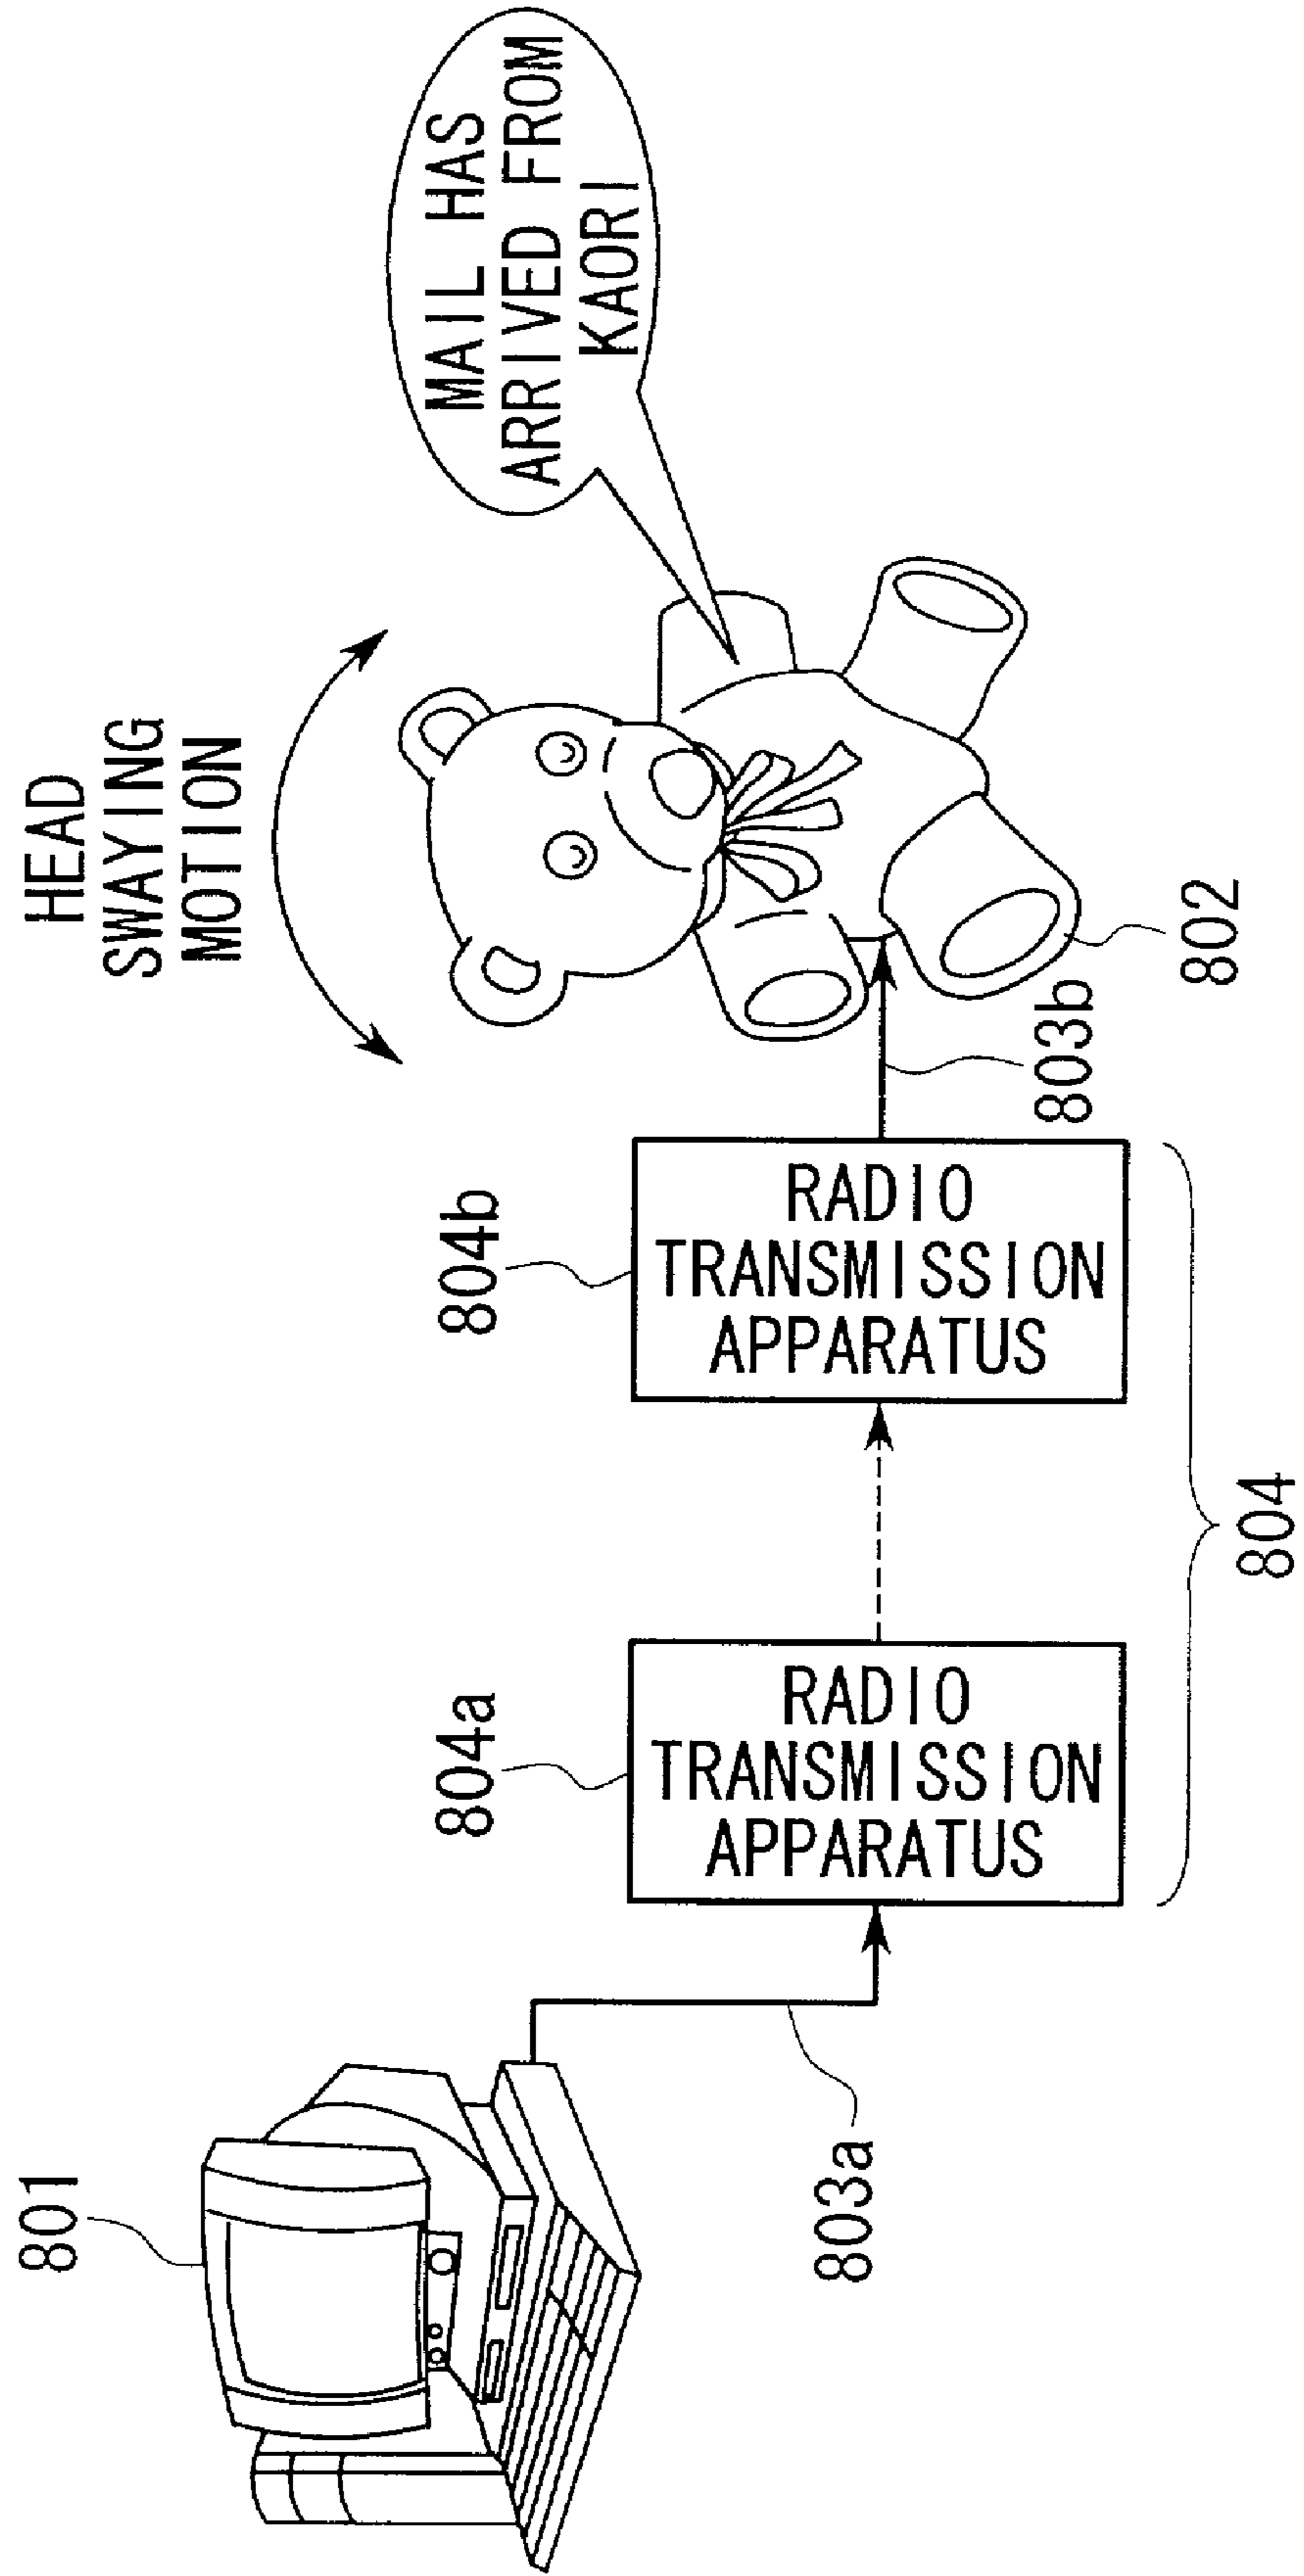 HEAD
SWAYING
MOTION
MAIL HAS
ARRIVED FROM
KAORI
801
804a
804b
RADIO
TRANSMISSION
APPARATUS
RADIO
TRANSMISSION
APPARATUS
803a
803b
802
804